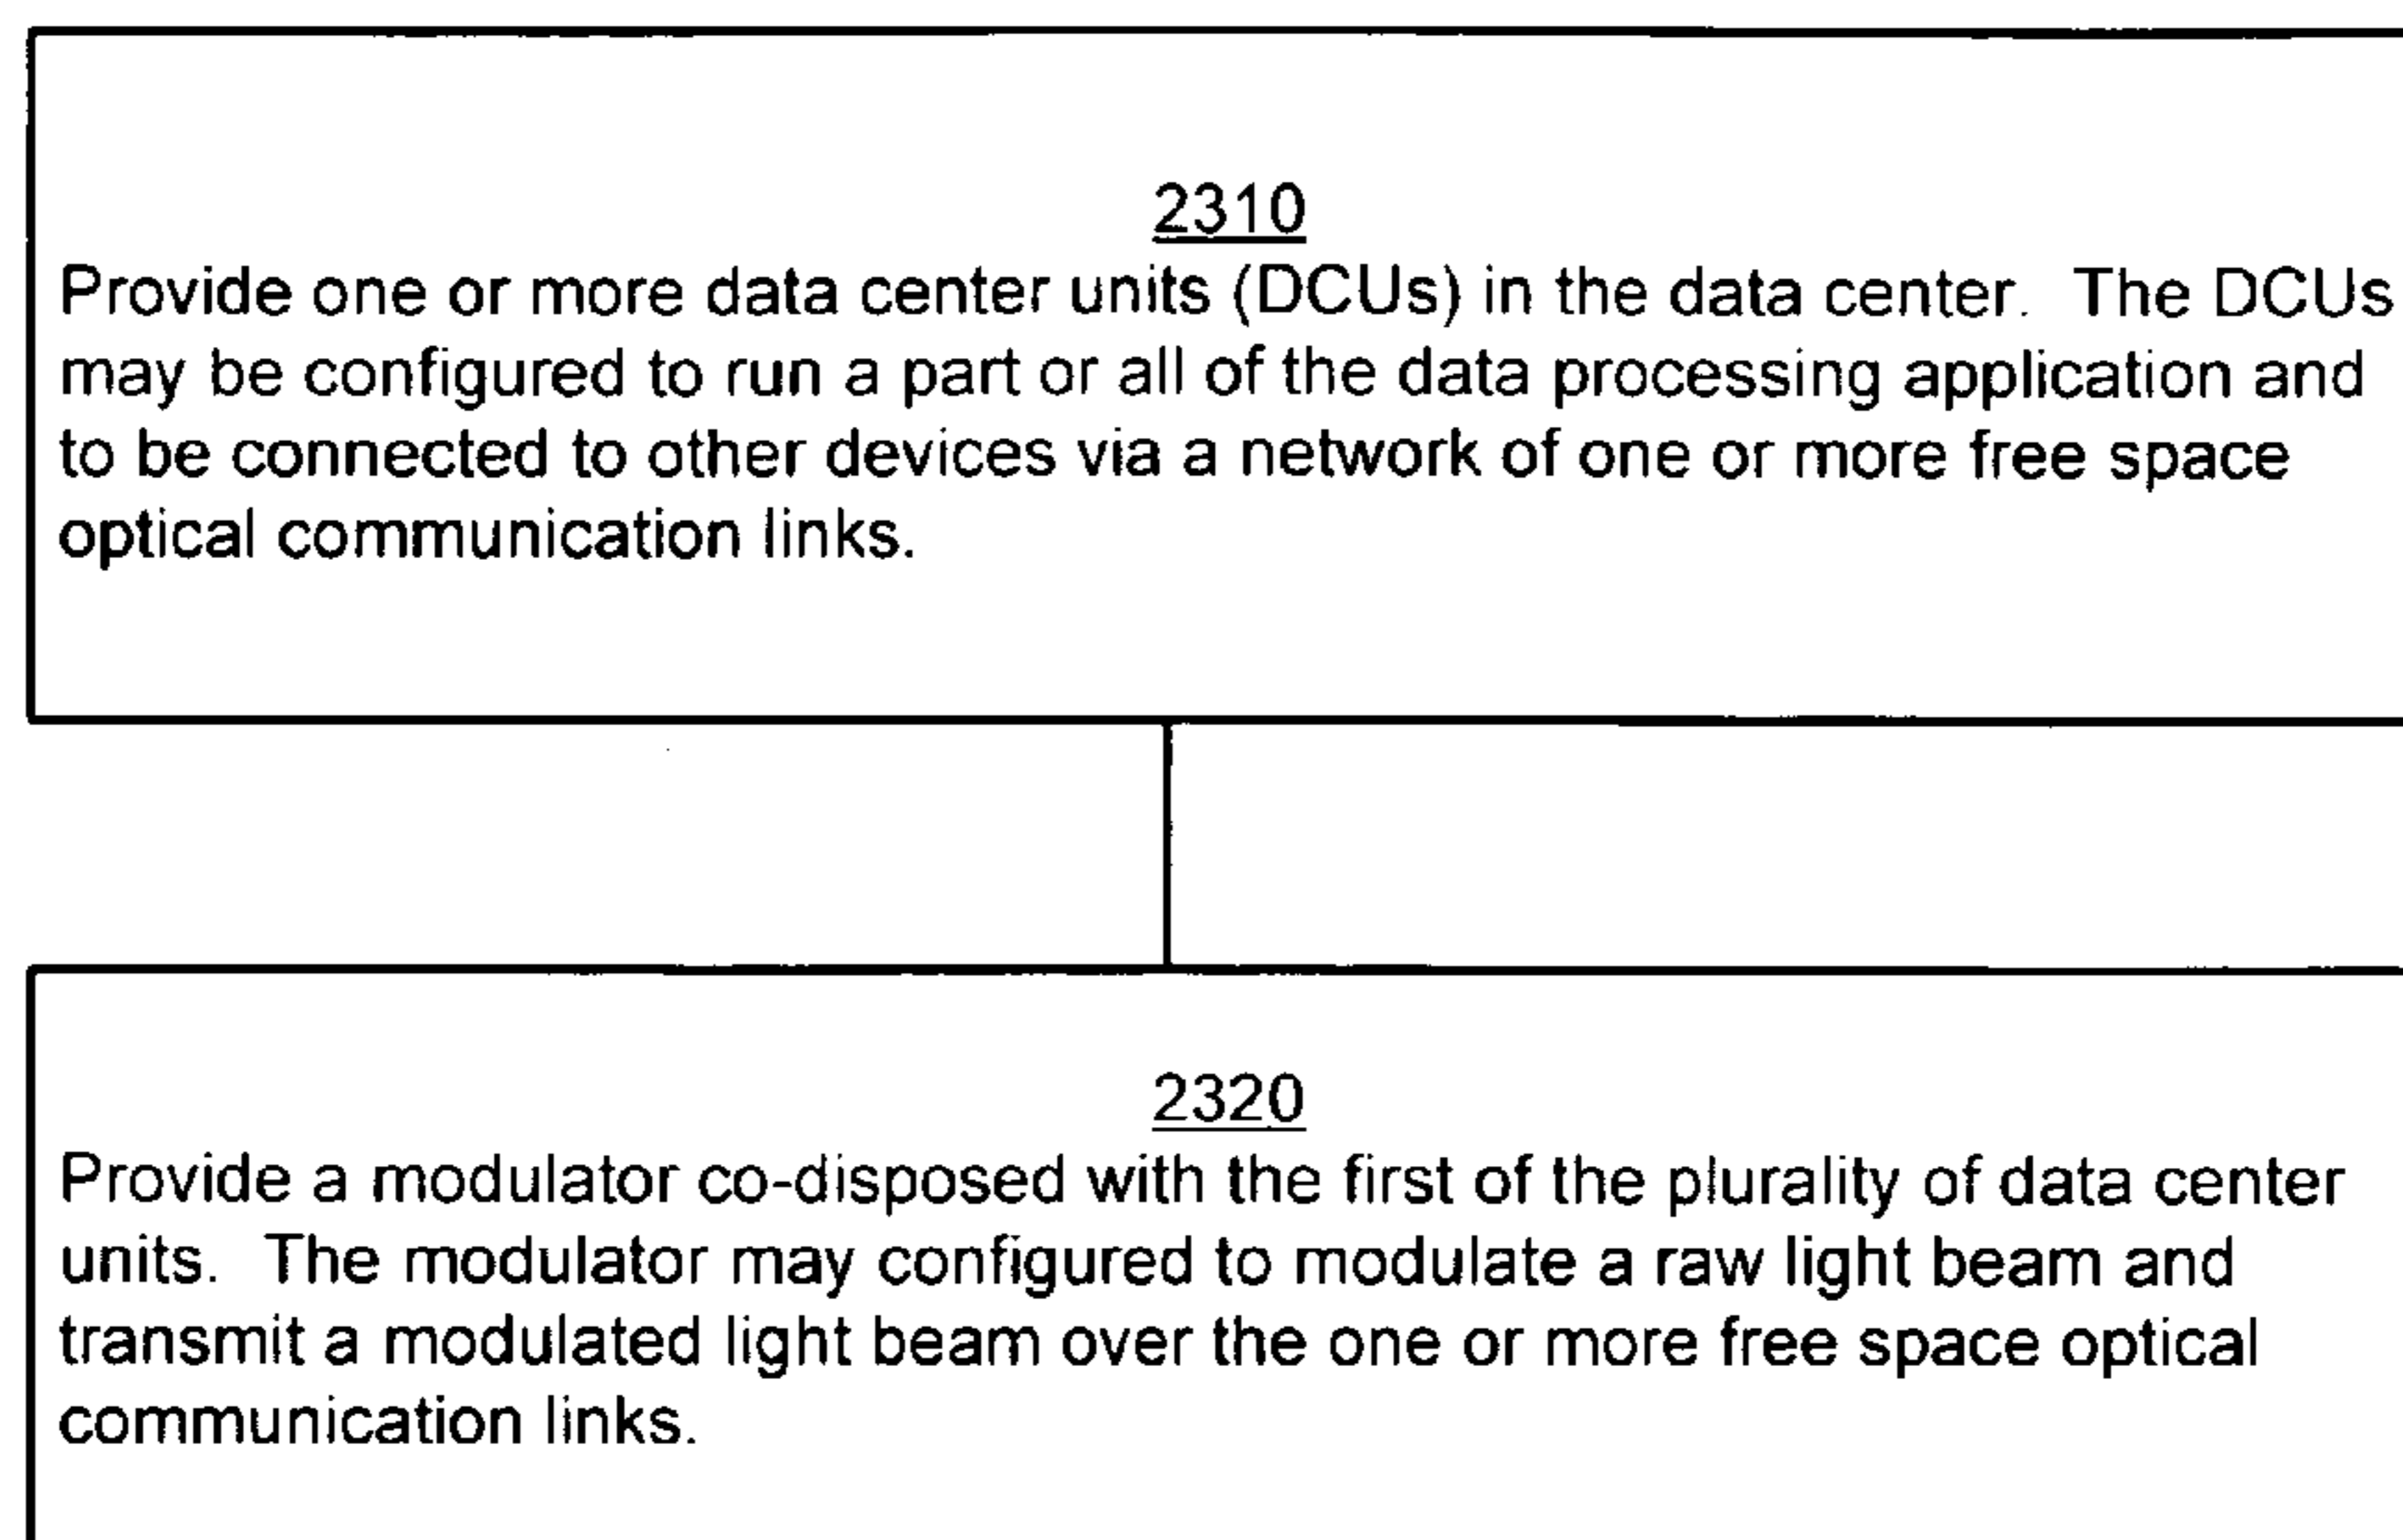 2310
Provide one or more data center units (DCUs) in the data center. The DCUs
may be configured to run a part or all of the data processing application and
to be connected to other devices via a network of one or more free space
optical communication links.
2320
Provide a modulator co-disposed with the first of the plurality of data center
units. The modulator may configured to modulate a raw light beam and
transmit a modulated light beam over the one or more free space optical
communication links.